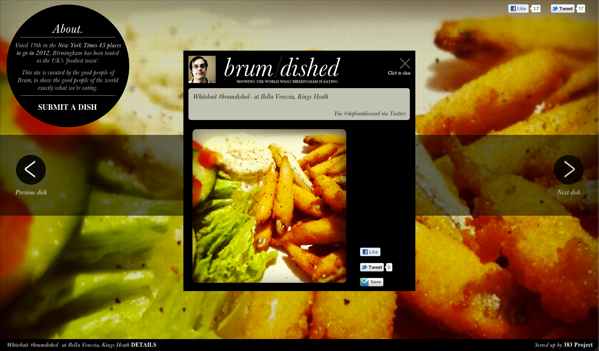 About.
Voted 19th in the New York Times 45 places
to go in 2012, Birmingham has been touted
as the UK's 'foodiest town'.
This site is curated by the good people of
Brum, to show the good people of the world
exactly what we're eating.
SUBMIT A DISH
Like 17
Tweet 17
brum/dished
SHOWING THE WORLD WHAT BIRMINGHAM IS EATING
Click to close
Whitebait #brumdished - at Bella Venezia, Kings Heath
via Twitter
Previous dish
Next dish
Like
Tweet 0
Save
Whitebait #brumdished - at Bella Venezia, Kings Heath DETAILS
Served up by 383 Project